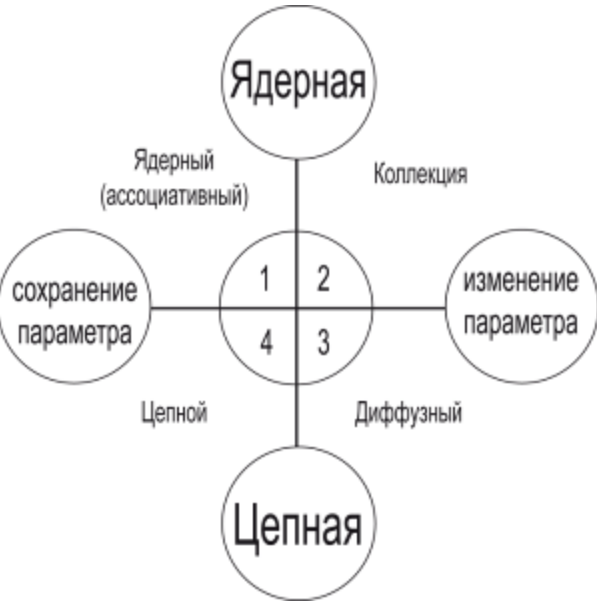 Ядерная
Ядерный
(ассоциативный)
Коллекция
сохранение
параметра
1 2
4 3
изменение
параметра
Цепной
Диффузный
Цепная